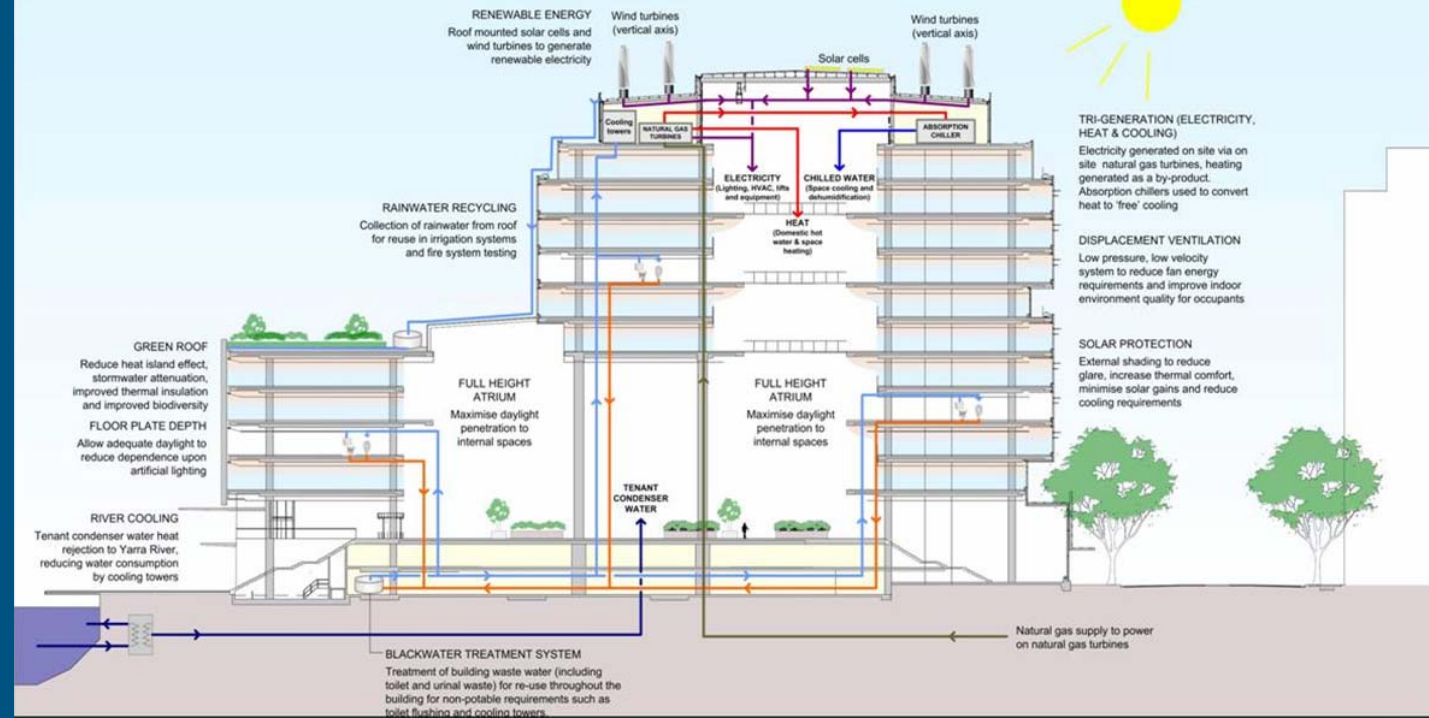 RENEWABLE ENERGY
Roof mounted solar cells and
wind turbines to generate
renewable electricity
Wind turbines
(vertical axis)
Solar cells
Wind turbines
(vertical axis)
Cooling
towers
NATURAL GAS
TURBINES
ABSORPTION
CHILLER
ELECTRICITY
(Lighting, HVAC, lifts
and equipment)
CHILLED WATER
(Space cooling and
dehumidification)
HEAT
(Domestic hot
water & space
heating)
TRI-GENERATION (ELECTRICITY,
HEAT & COOLING)
Electricity generated on site via on
site natural gas turbines, heating
generated as a by-product.
Absorption chillers used to convert
heat to 'free' cooling
RAINWATER RECYCLING
Collection of rainwater from roof
for reuse in irrigation systems
and fire system testing
DISPLACEMENT VENTILATION
Low pressure, low velocity
system to reduce fan energy
requirements and improve indoor
environment quality for occupants
GREEN ROOF
Reduce heat island effect,
stormwater attenuation,
improved thermal insulation
and improved biodiversity
SOLAR PROTECTION
External shading to reduce
glare, increase thermal comfort,
minimise solar gains and reduce
cooling requirements
FULL HEIGHT
ATRIUM
Maximise daylight
penetration to
internal spaces
FULL HEIGHT
ATRIUM
Maximise daylight
penetration to
internal spaces
FLOOR PLATE DEPTH
Allow adequate daylight to
reduce dependence upon
artificial lighting
TENANT
CONDENSER
WATER
RIVER COOLING
Tenant condenser water heat
rejection to Yarra River,
reducing water consumption
by cooling towers
Natural gas supply to power
on natural gas turbines
BLACKWATER TREATMENT SYSTEM
Treatment of building waste water (including
toilet and urinal waste) for re-use throughout the
building for non-potable requirements such as
toilet flushing and cooling towers.